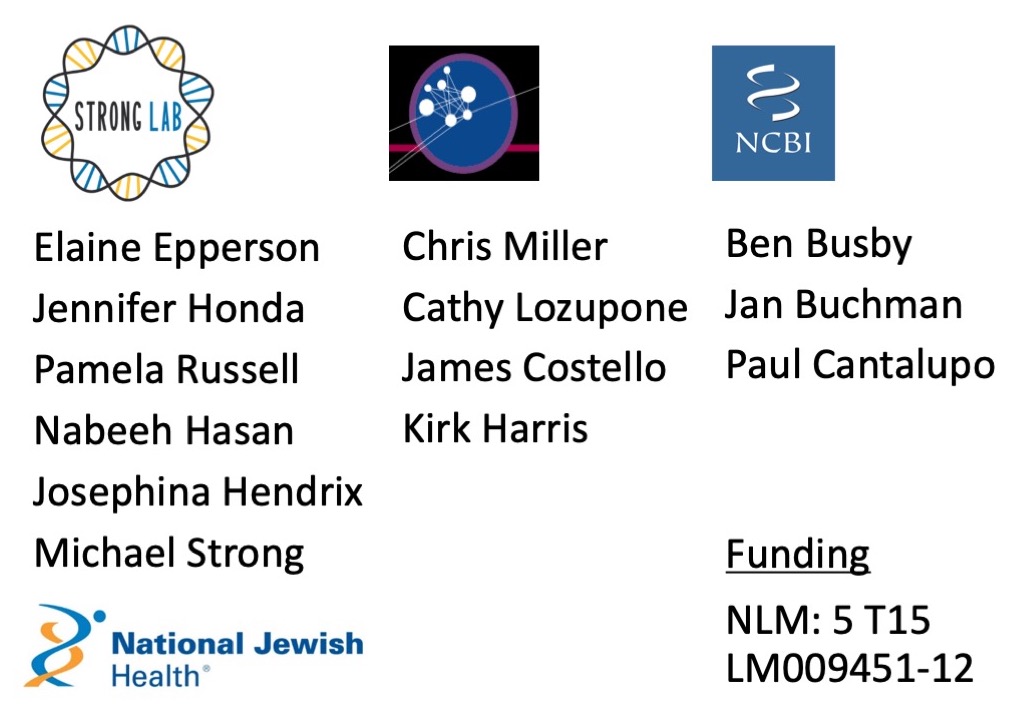 STRONG LAB
Elaine Epperson
Jennifer Honda
Pamela Russell
Nabeeh Hasan
Josephina Hendrix
Michael Strong
National Jewish
Health®
Chris Miller
Cathy Lozupone
James Costello
Kirk Harris
NCBI
Ben Busby
Jan Buchman
Paul Cantalupo
Funding
NLM: 5 T15
LM009451-12